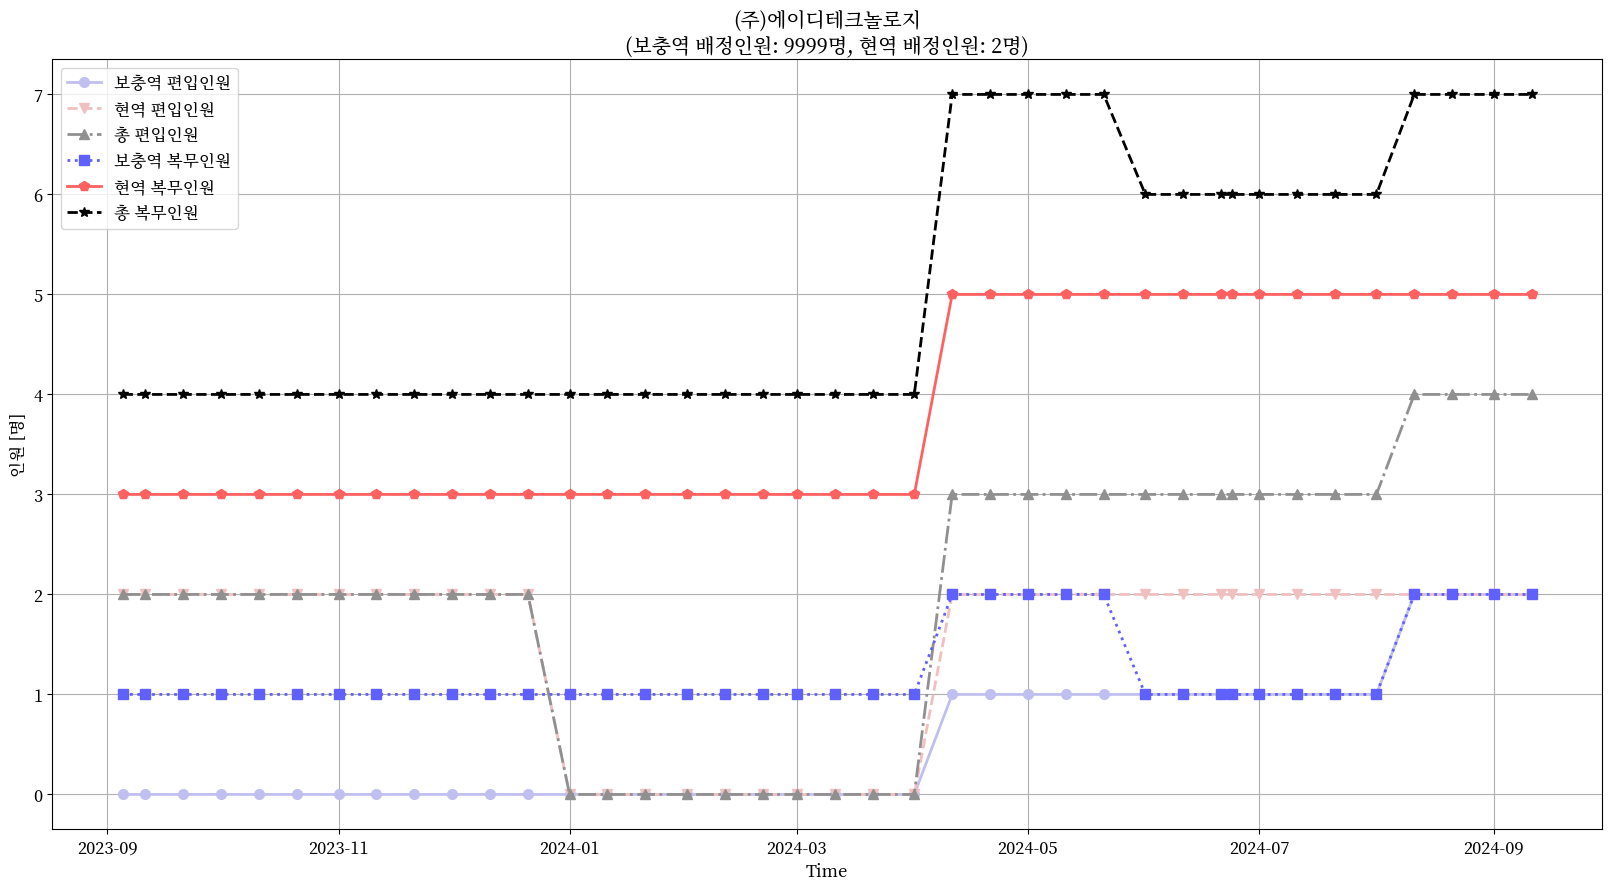 (주)에이디테크놀로지
(보충역 배정인원: 9999명, 현역 배정인원: 2명)
보충역 편입인원
현역 편입인원
총 편입인원
보충역 복무인원
현역 복무인원
총 복무인원
7
6
5
4
3
2
1
0
인원 [명]
2023-09
2023-11
2024-01
2024-03
2024-05
2024-07
2024-09
Time